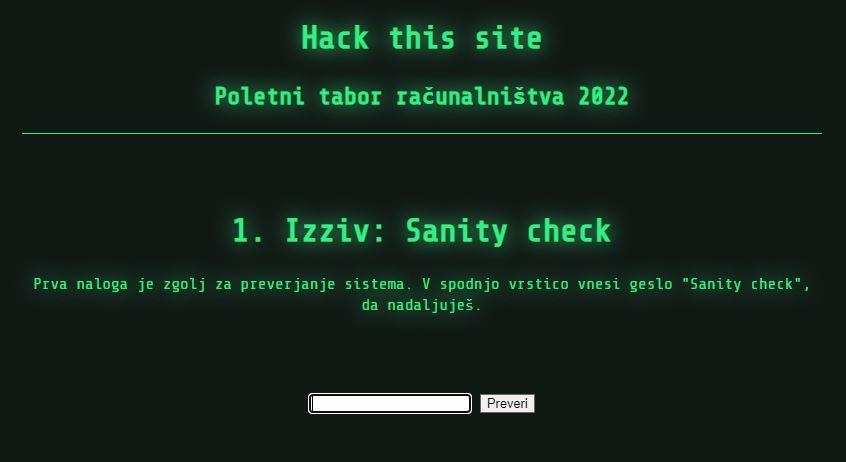 Hack this site
Poletni tabor računalništva 2022
1. Izziv: Sanity check
Prva naloga je zgolj za preverjanje sistema. V spodnjo vrstico vnesi geslo "Sanity check",
da nadaljuješ.
Preveri